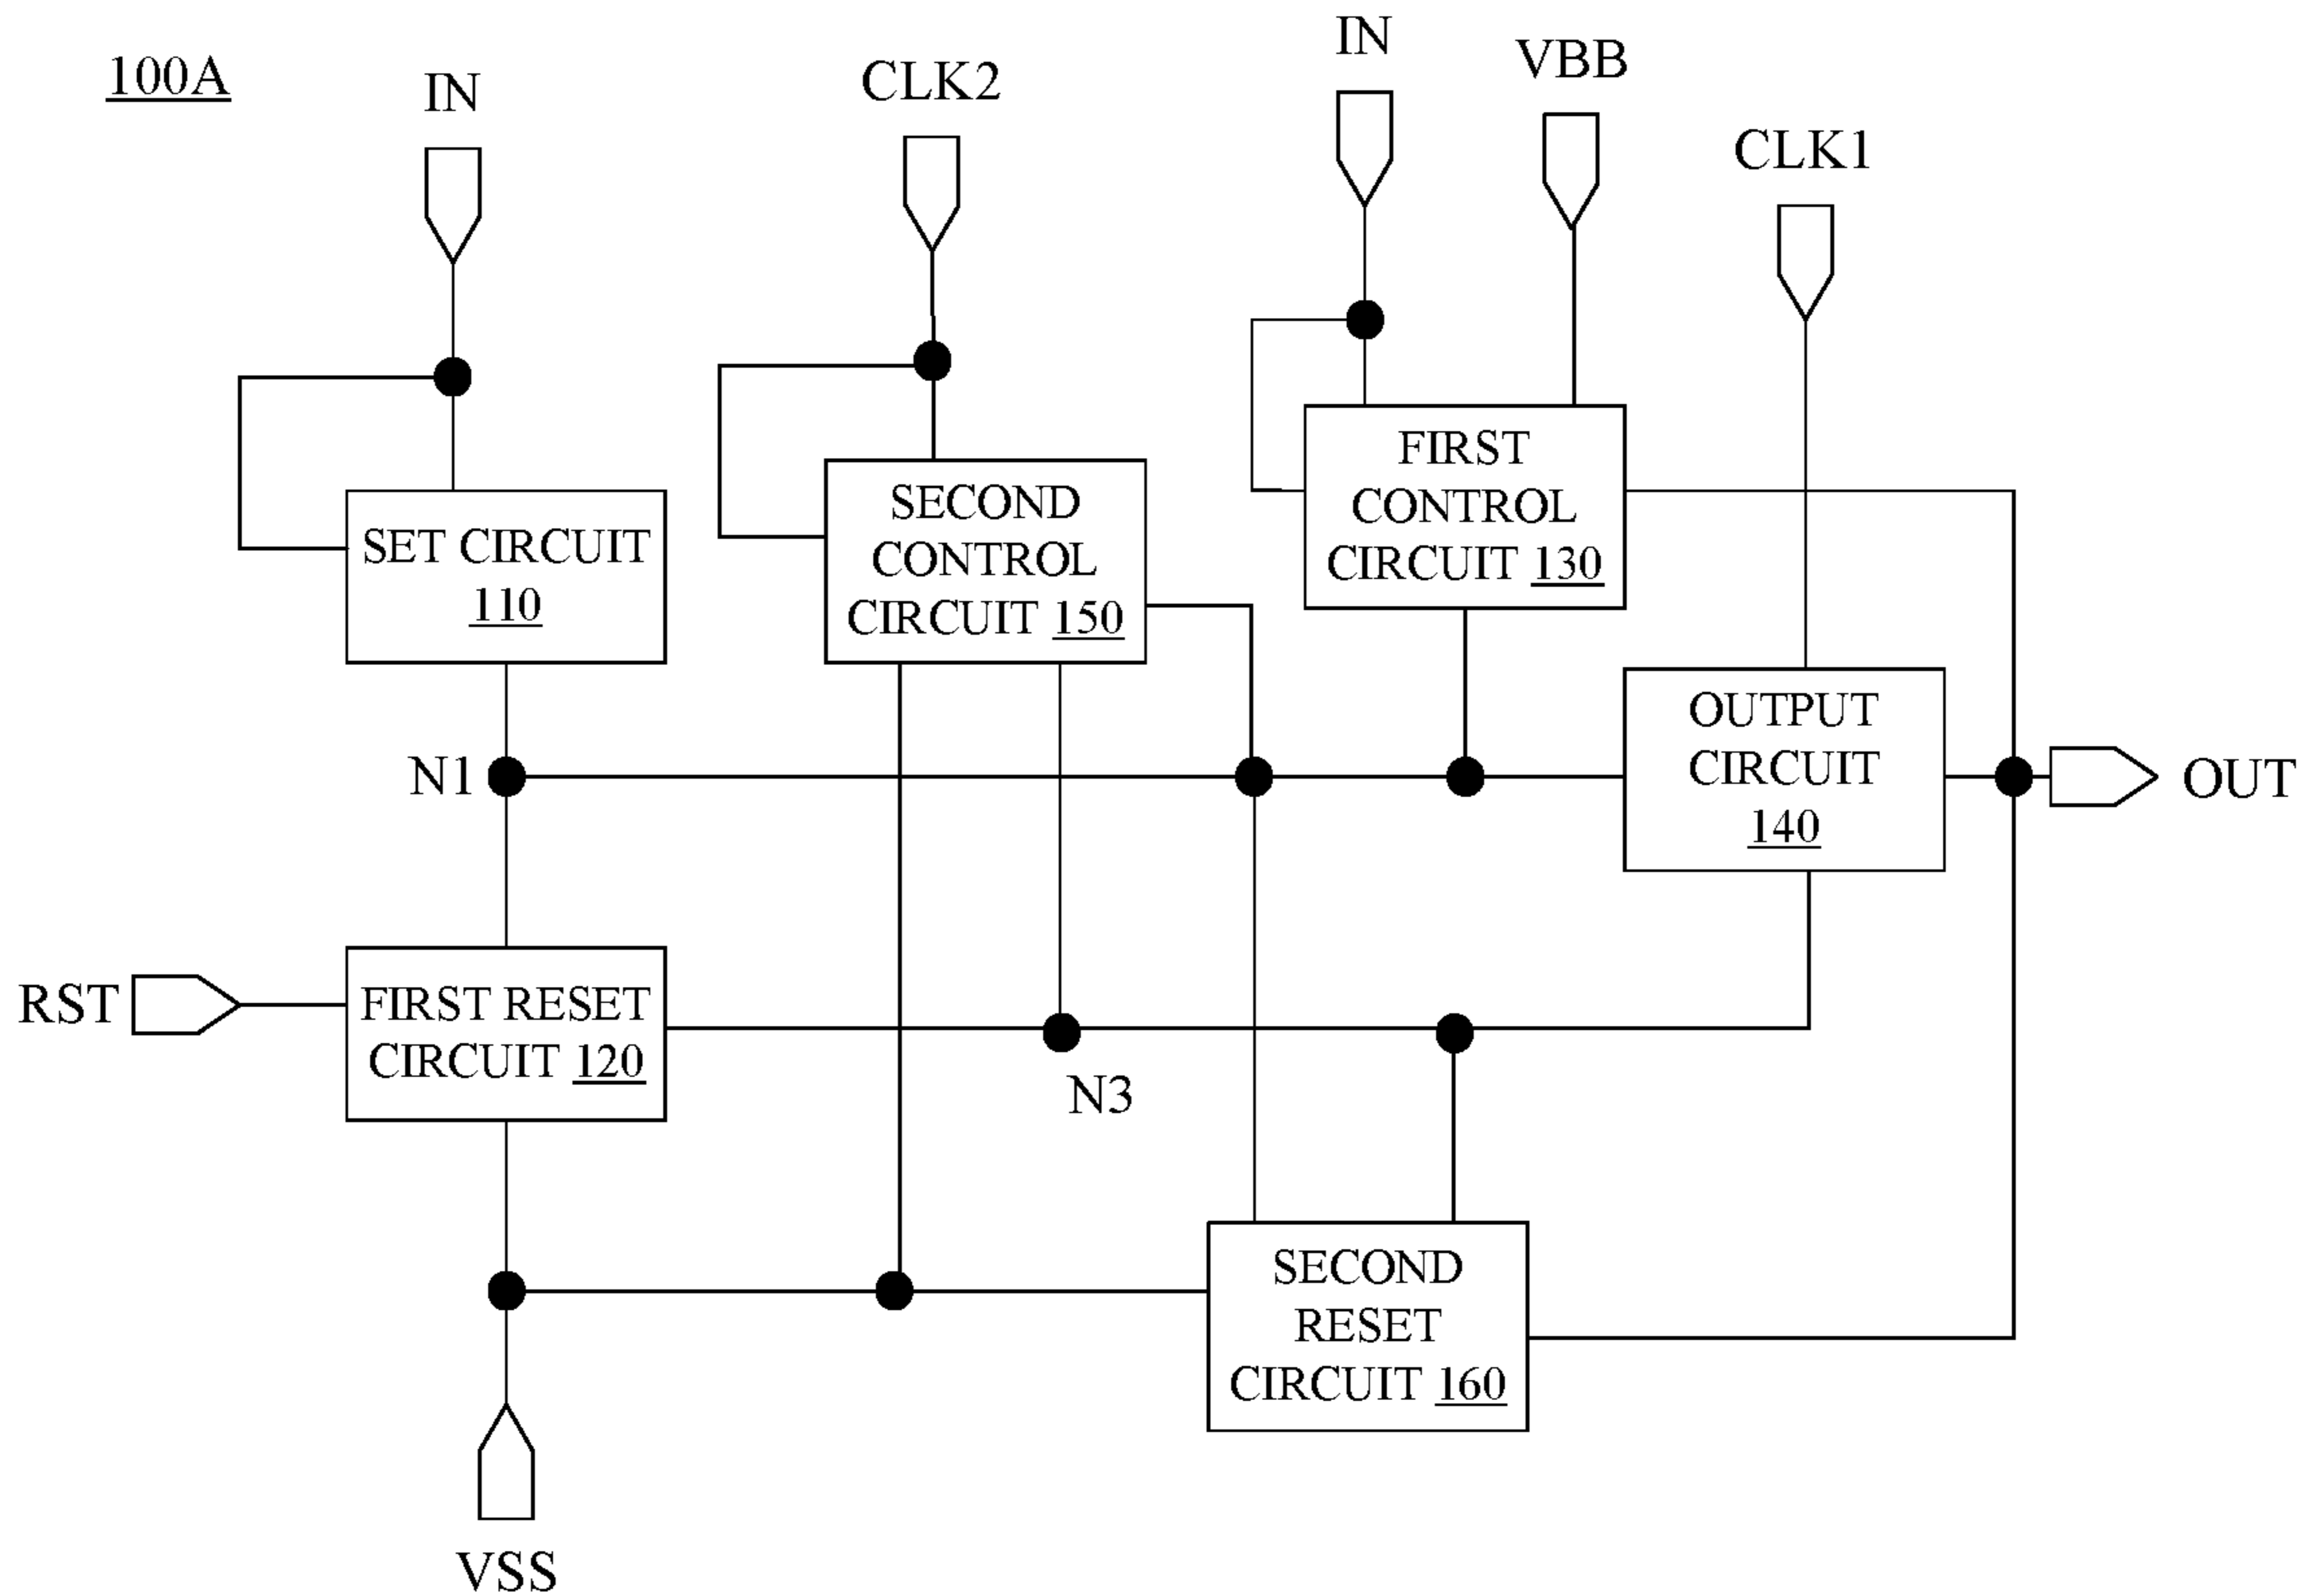 100A
IN
CLK2
IN
VBB
CLK1
SET CIRCUIT
110
SECOND
CONTROL
CIRCUIT 150
FIRST
CONTROL
CIRCUIT 130
OUTPUT
CIRCUIT
140
N1
OUT
RST
FIRST RESET
CIRCUIT 120
N3
SECOND
RESET
CIRCUIT 160
VSS